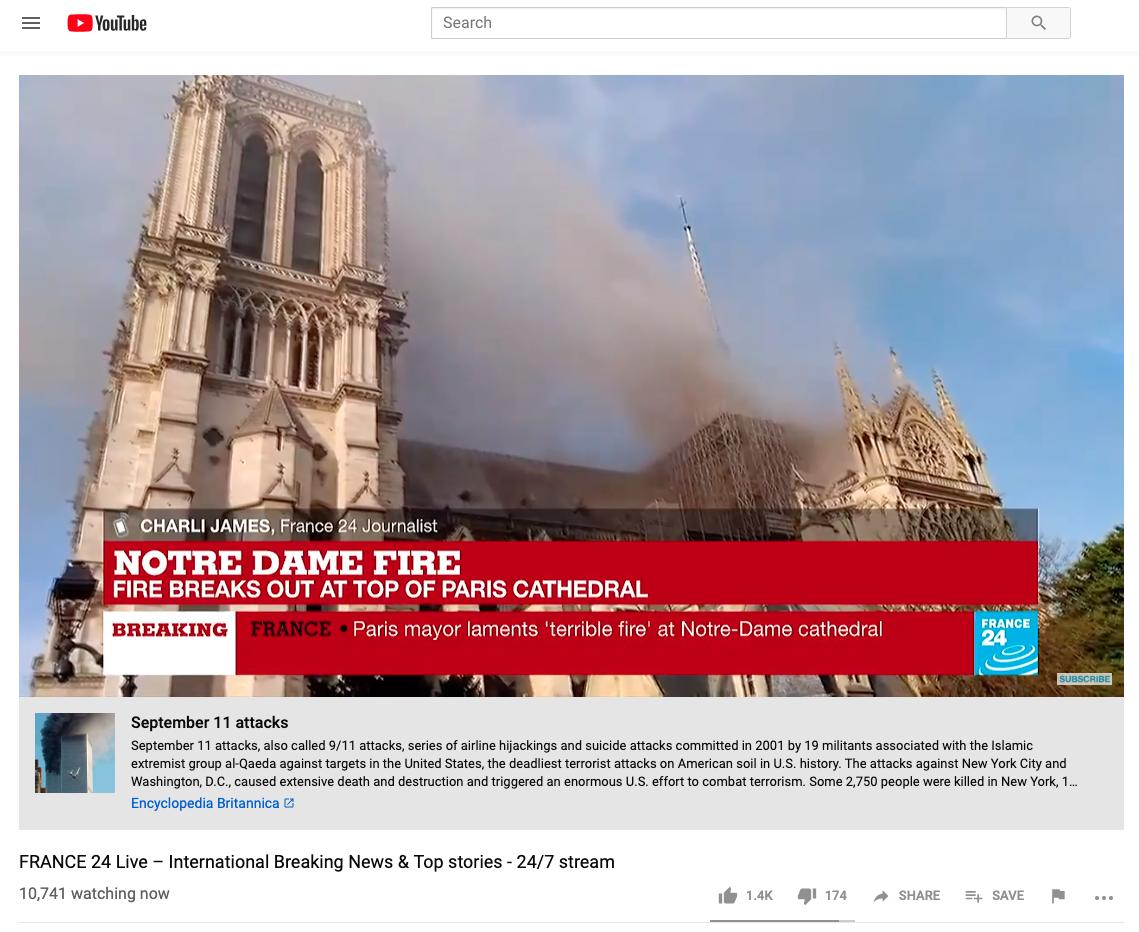 YouTube
Search
CHARLI JAMES, France 24 Journalist
NOTRE DAME FIRE
FIRE BREAKS OUT AT TOP OF PARIS CATHEDRAL
BREAKING FRANCE • Paris mayor laments 'terrible fire' at Notre-Dame cathedral FRANCE 24
SUBSCRIBE
September 11 attacks
September 11 attacks, also called 9/11 attacks, series of airline hijackings and suicide attacks committed in 2001 by 19 militants associated with the Islamic
extremist group al-Qaeda against targets in the United States, the deadliest terrorist attacks on American soil in U.S. history. The attacks against New York City and
Washington, D.C., caused extensive death and destruction and triggered an enormous U.S. effort to combat terrorism. Some 2,750 people were killed in New York, 1…
Encyclopedia Britannica
FRANCE 24 Live – International Breaking News & Top stories - 24/7 stream
10,741 watching now 1.4K 174 SHARE SAVE